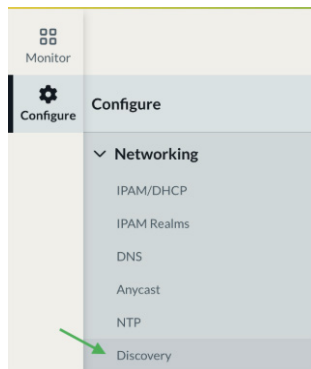 Monitor
Configure
Configure
Networking
IPAM/DHCP
IPAM Realms
DNS
Anycast
NTP
Discovery